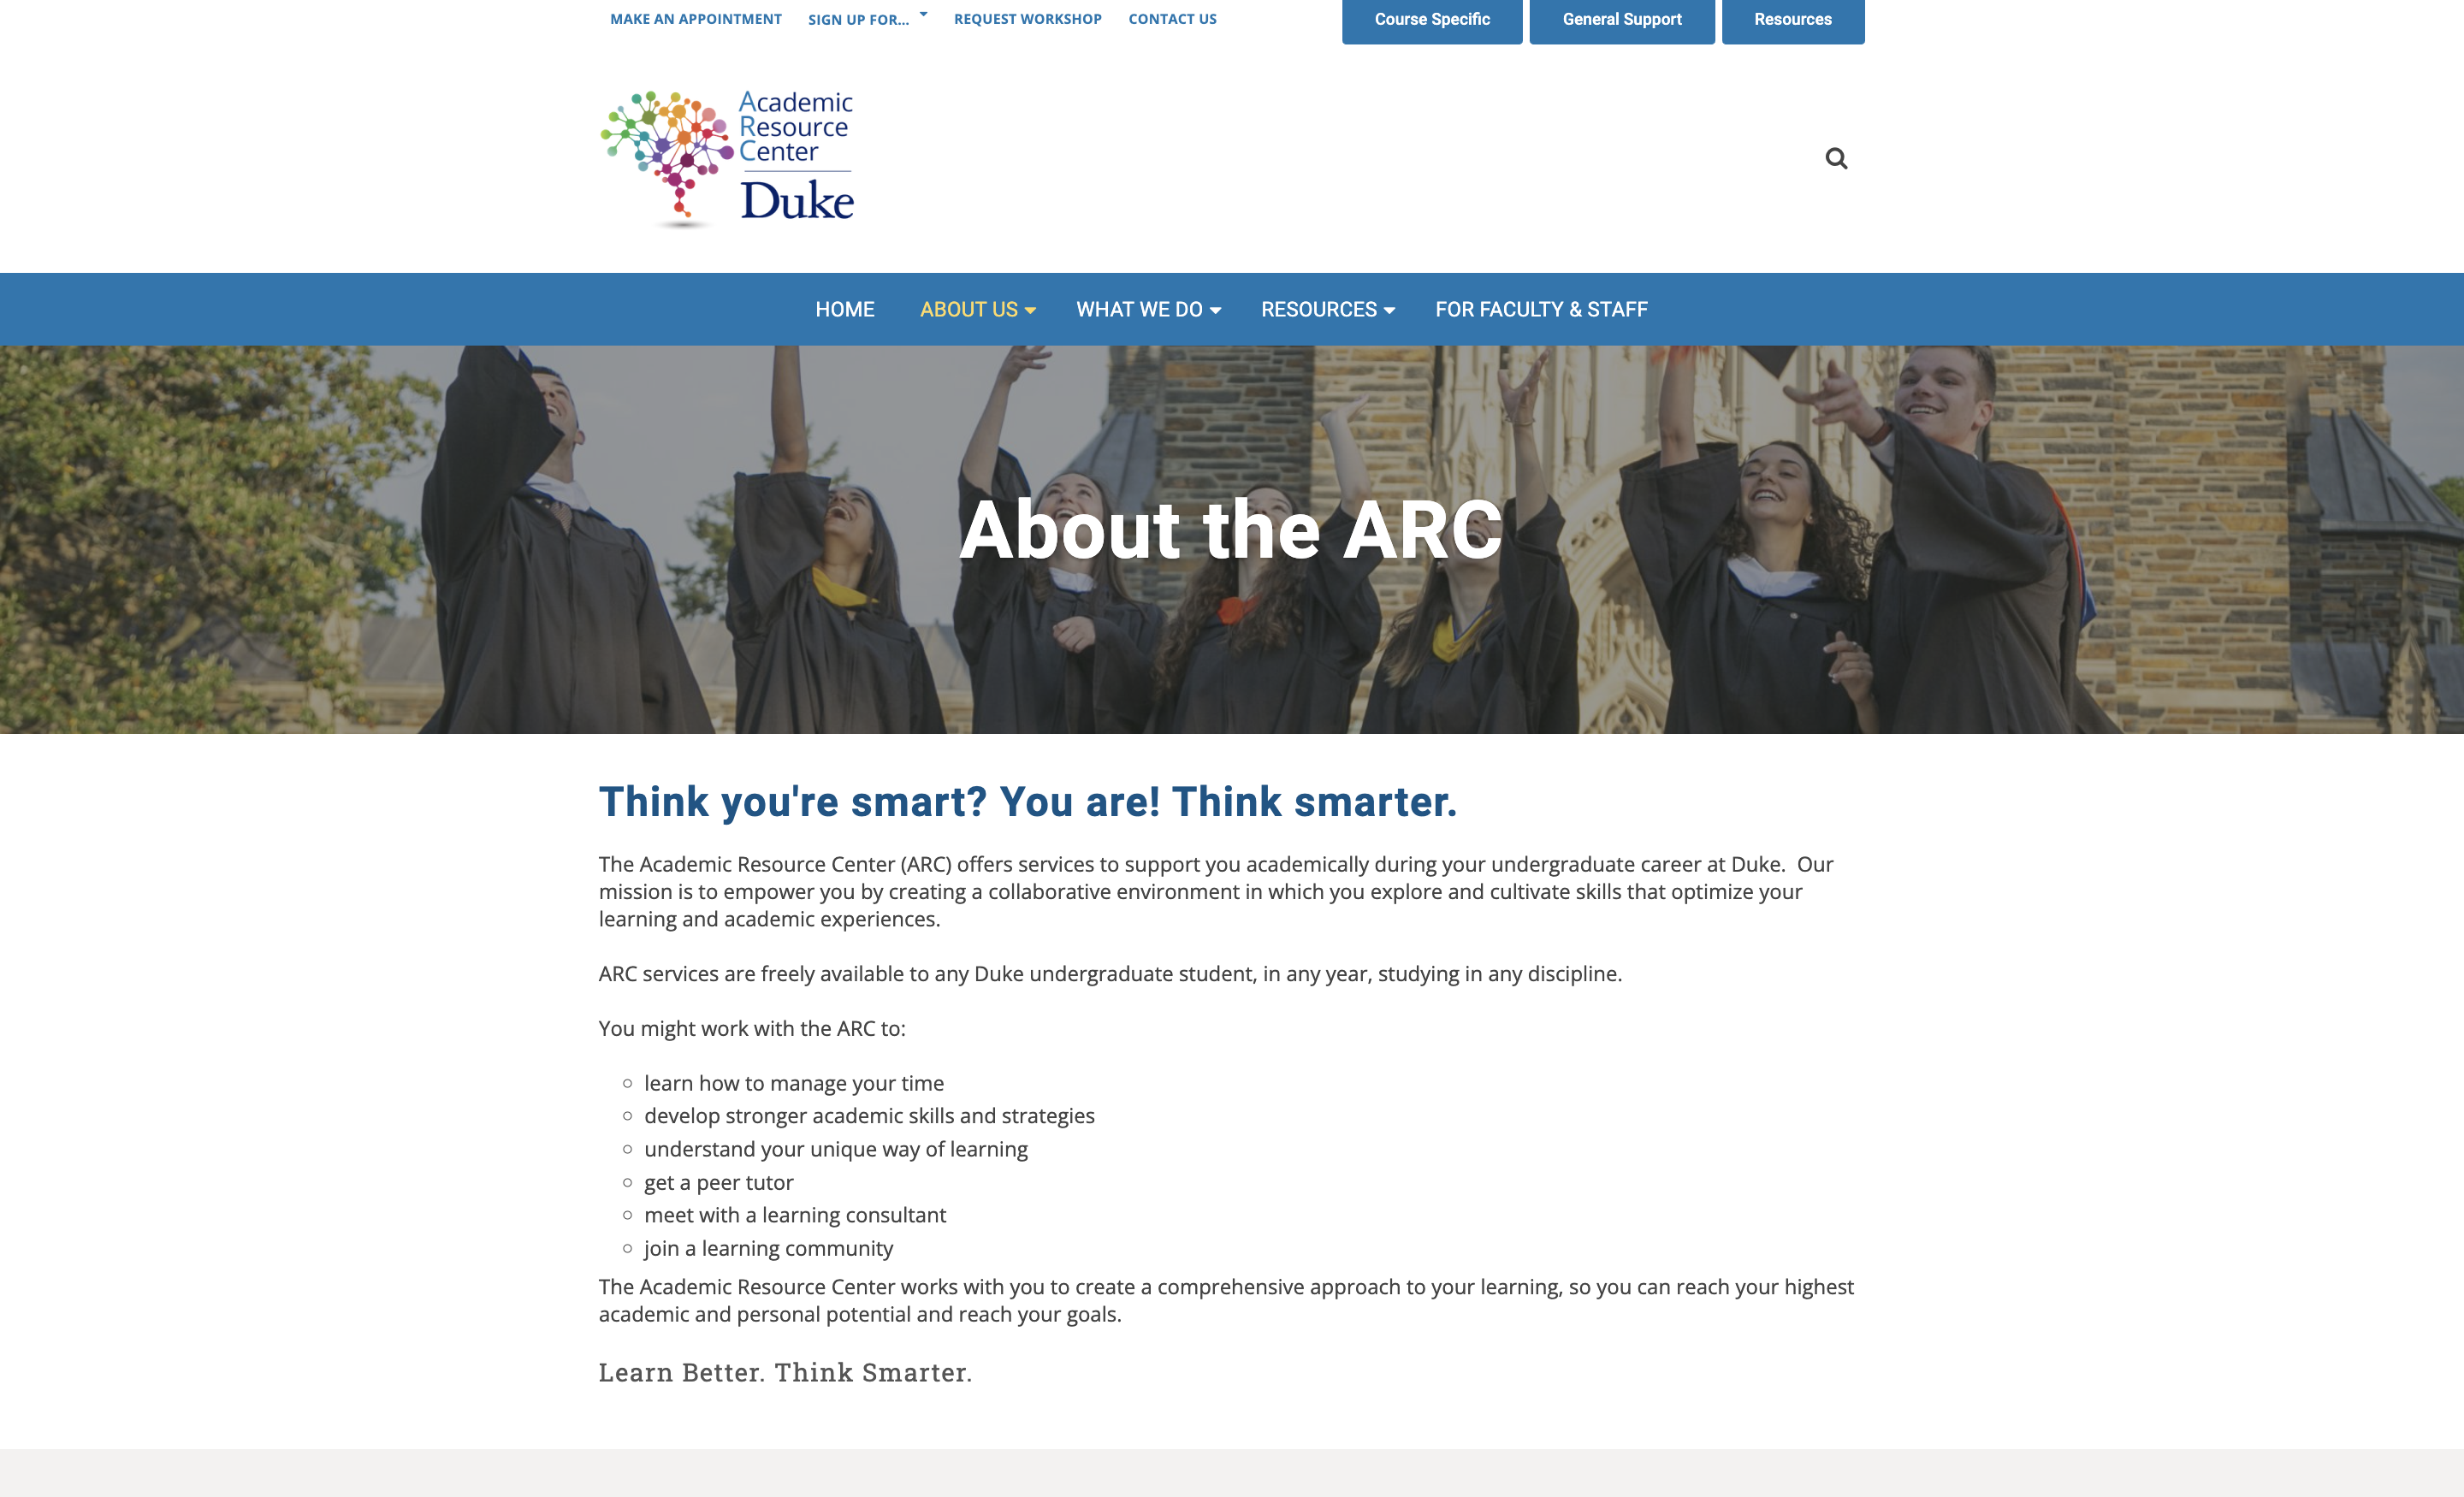 MAKE AN APPOINTMENT SIGN UP FOR... REQUEST WORKSHOP CONTACT US Course Specific General Support Resources
Academic
Resource
Center
Duke
HOME ABOUT US WHAT WE DO RESOURCES FOR FACULTY & STAFF
About the ARC
Think you're smart? You are! Think smarter.
The Academic Resource Center (ARC) offers services to support you academically during your undergraduate career at Duke.  Our
mission is to empower you by creating a collaborative environment in which you explore and cultivate skills that optimize your
learning and academic experiences.
ARC services are freely available to any Duke undergraduate student, in any year, studying in any discipline.
You might work with the ARC to:
learn how to manage your time
develop stronger academic skills and strategies
understand your unique way of learning
get a peer tutor
meet with a learning consultant
join a learning community
The Academic Resource Center works with you to create a comprehensive approach to your learning, so you can reach your highest
academic and personal potential and reach your goals.
Learn Better. Think Smarter.